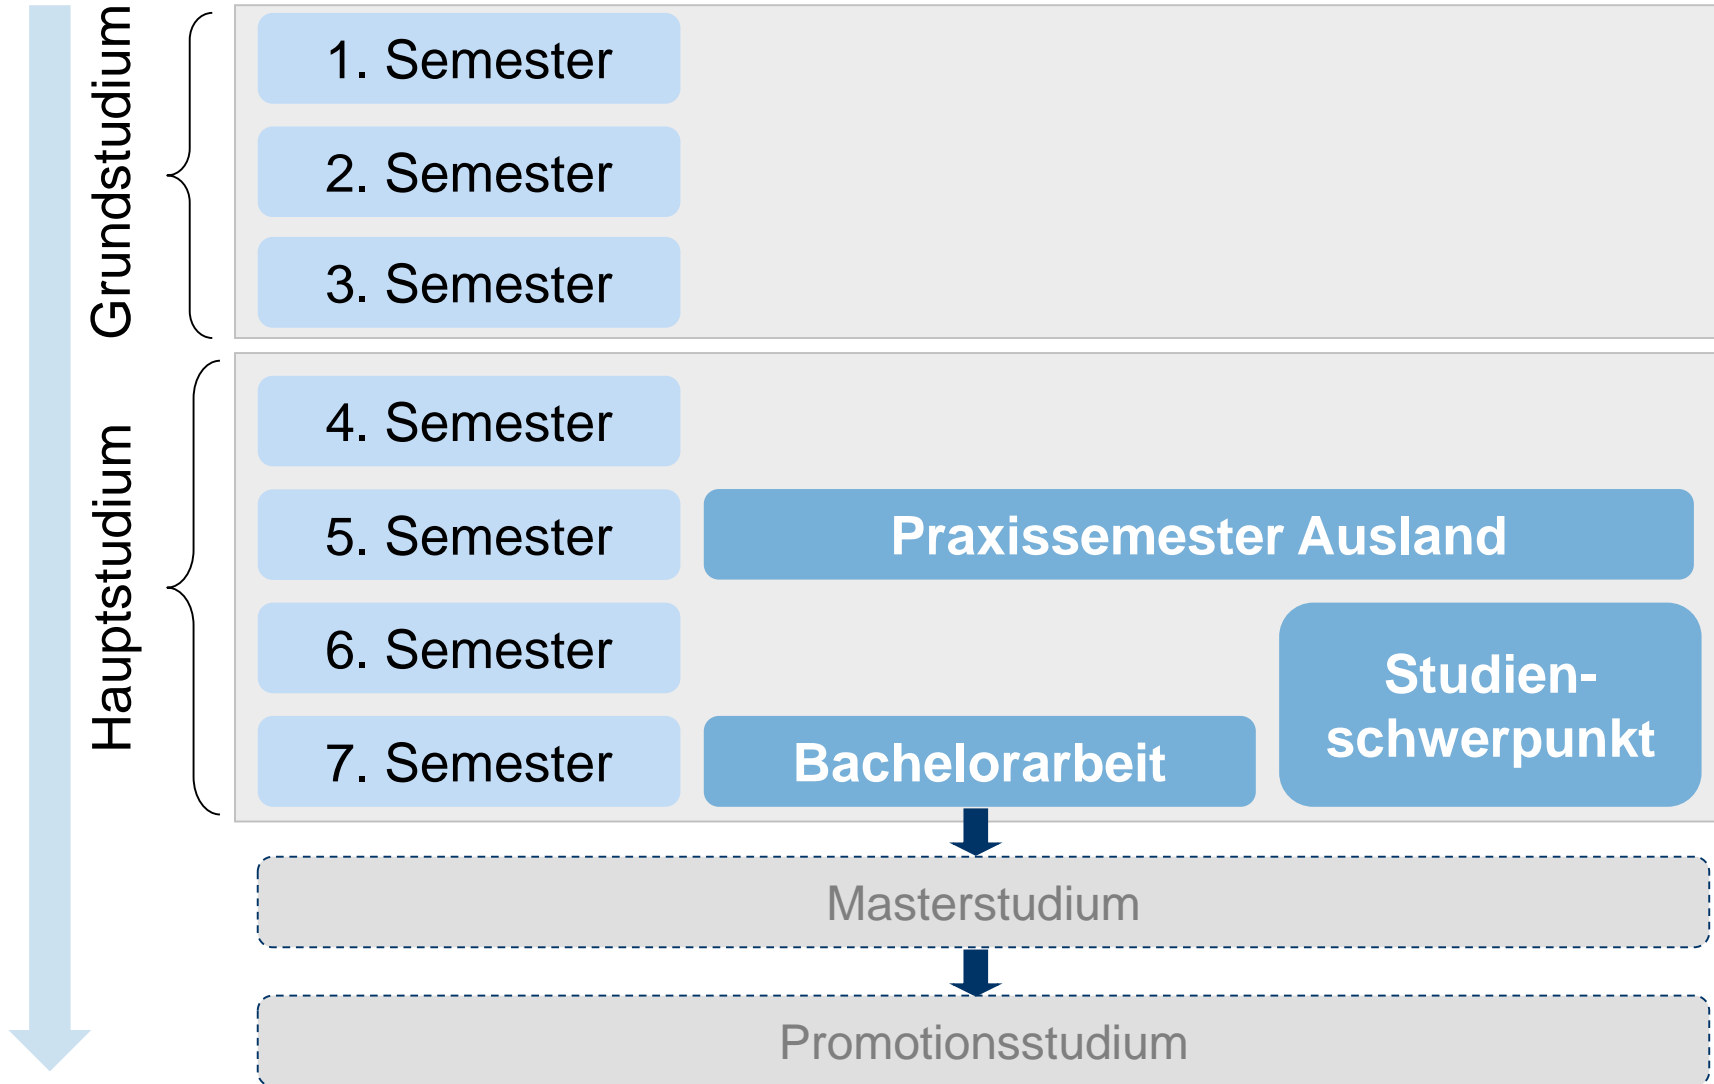 Grundstudium
1. Semester
2. Semester
3. Semester
Hauptstudium
4. Semester
5. Semester
Praxissemester Ausland
6. Semester
Studien-
schwerpunkt
7. Semester
Bachelorarbeit
Masterstudium
Promotionsstudium